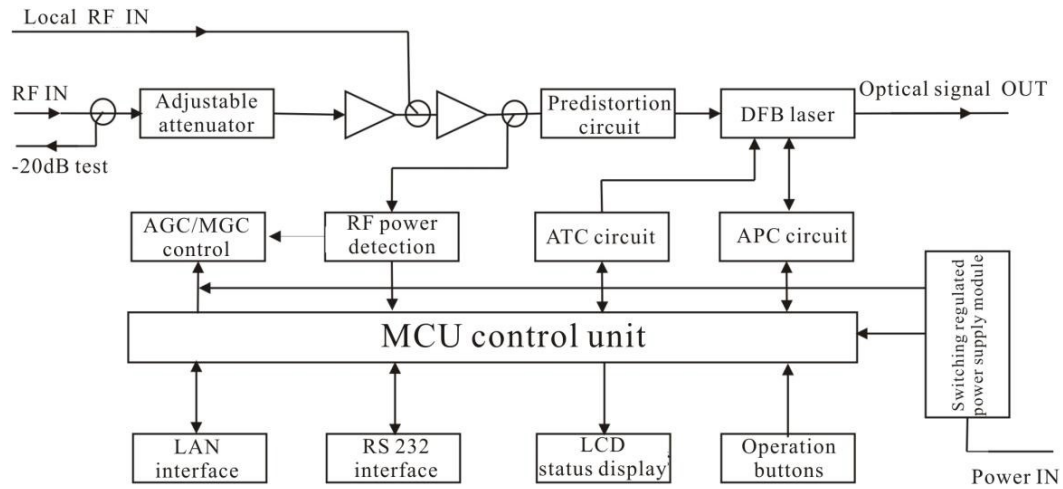 Local RF IN
RF IN
-20dB test
Adjustable
attenuator
Predistortion
circuit
DFB laser
Optical signal OUT
AGC/MGC
control
RF power
detection
ATC circuit
APC circuit
MCU control unit
Switching regulated
power supply module
LAN
interface
RS 232
interface
LCD
status display
Operation
buttons
Power IN